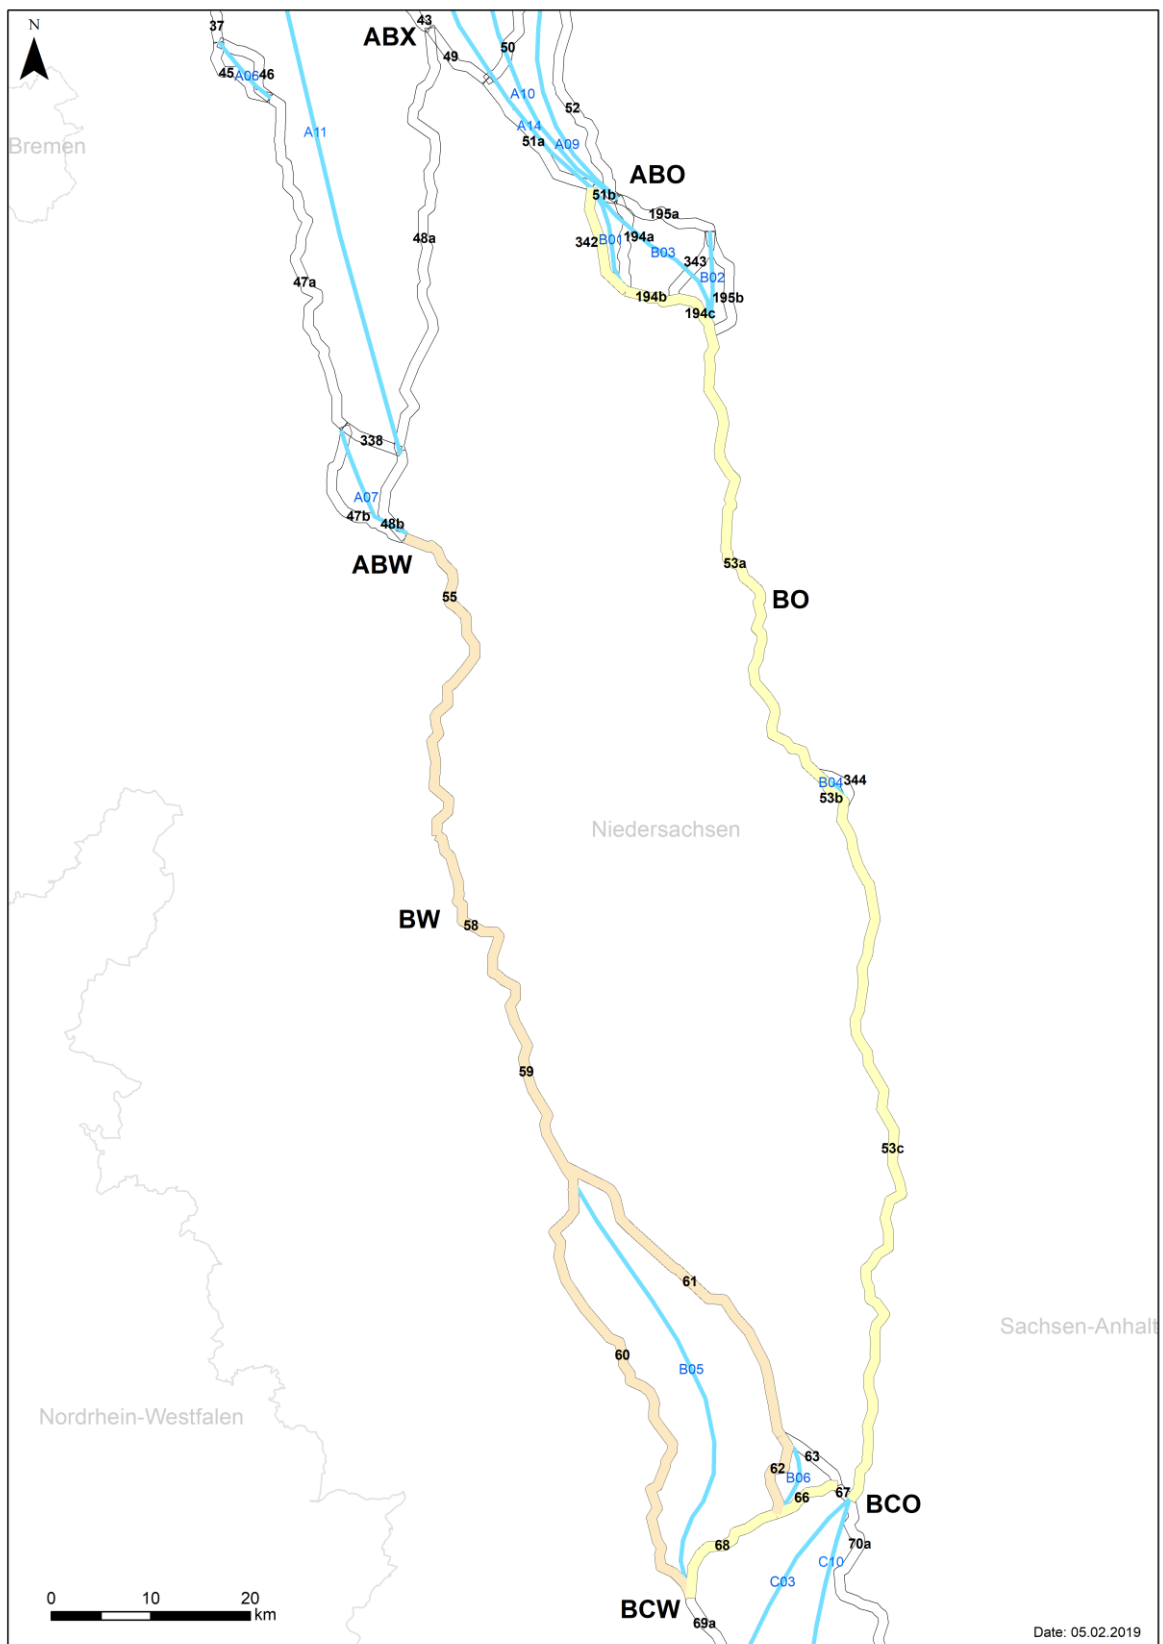 37
43
N
ABX
49
50
45
A06
46
A10
52
A11
A14
Bremen
51a
A09
ABO
51b
195a
48a
342
B01
194a
B03
343
B02
47a
194b
195b
194c
338
A07
47b
48b
ABW
53a
55
BO
B04
344
53b
Niedersachsen
BW
58
59
53c
61
Sachsen-Anhalt
60
B05
Nordrhein-Westfalen
63
62
B06
66
67
BCO
68
70a
C10
C03
0 10 20
km
BCW
69a
Date: 05.02.2019